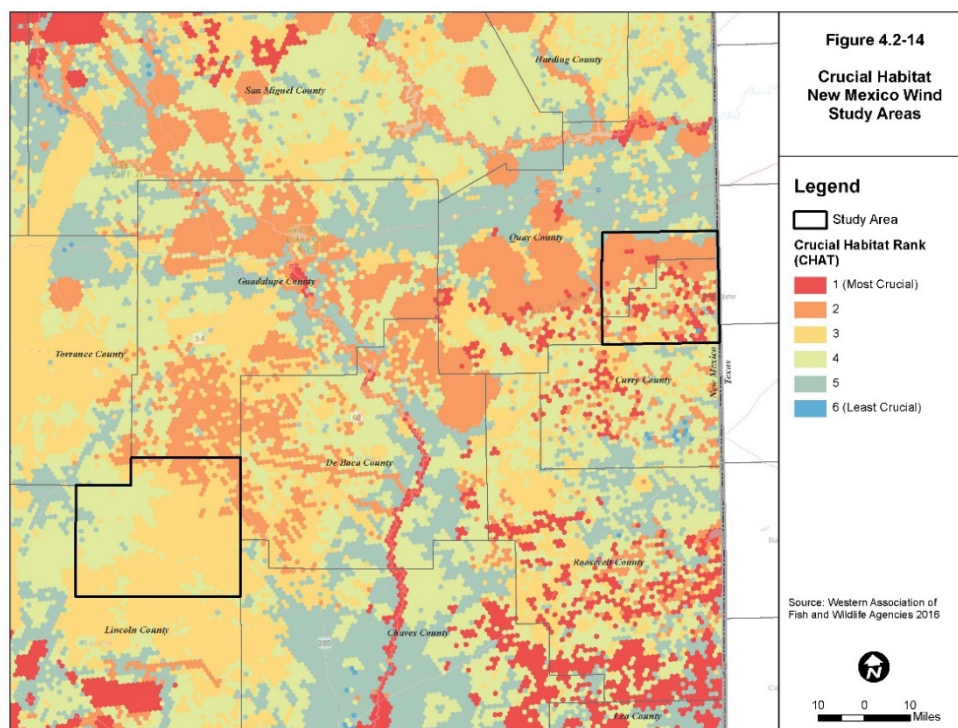 Figure 4.2-14
Crucial Habitat
New Mexico Wind
Study Areas
Legend
Study Area
Crucial Habitat Rank
(CHAT)
1 (Most Crucial)
2
3
4
5
6 (Least Crucial)
Source: Western Association of
Fish and Wildlife Agencies 2016
N
10 0 10
Miles
Harding County
San Miguel County
Quay County
Guadalupe County
54
Torrance County
New Mexico
Texas
Curry County
60
De Baca County
Roosevelt County
Lincoln County
285
Chaves County
Lea County